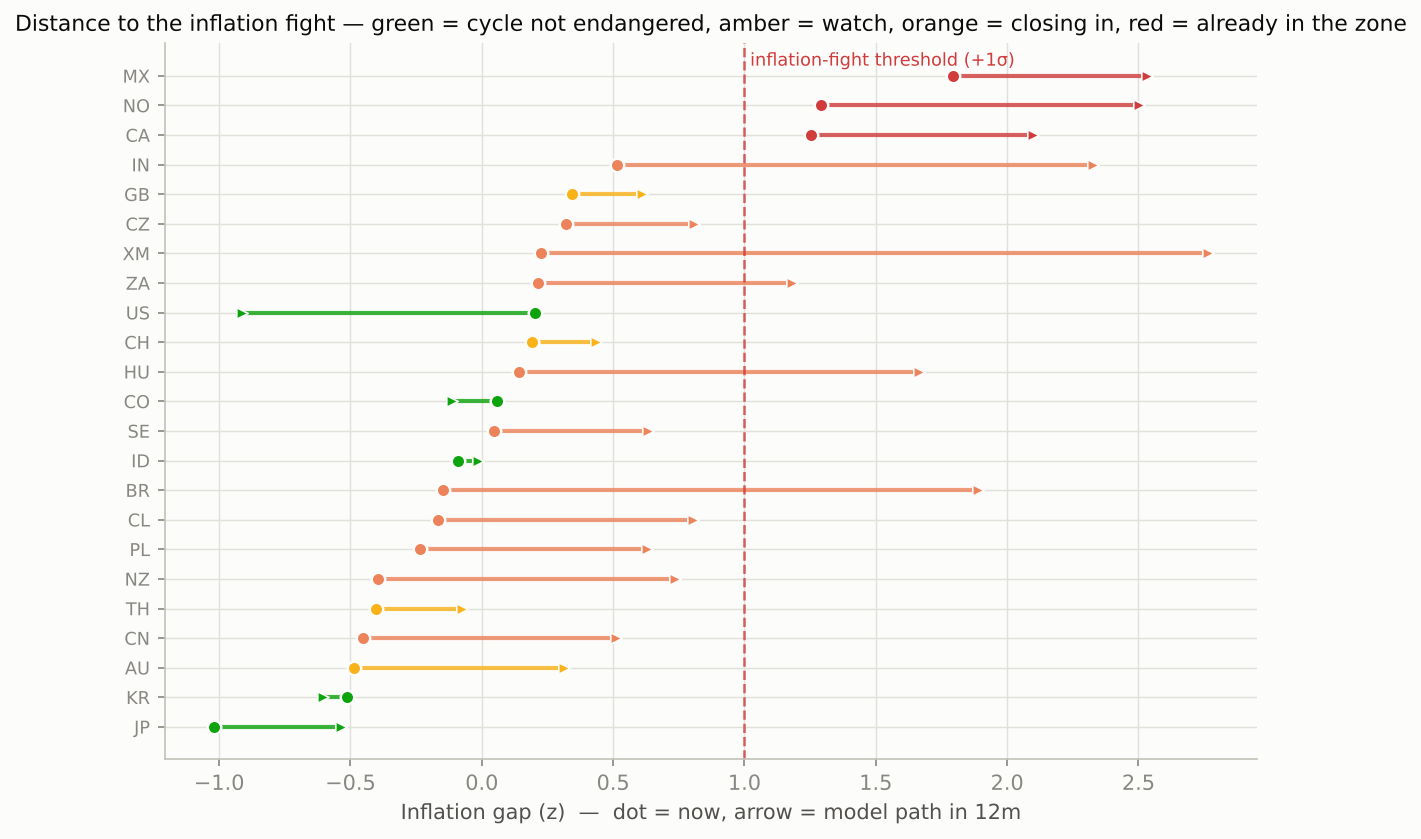 Distance to the inflation fight — green = cycle not endangered, amber = watch, orange = closing in, red = already in the zone
inflation-fight threshold (+1σ)
MX
NO
CA
IN
GB
CZ
XM
ZA
US
CH
HU
CO
SE
ID
BR
CL
PL
NZ
TH
CN
AU
KR
JP
−1.0 −0.5 0.0 0.5 1.0 1.5 2.0 2.5
Inflation gap (z) — dot = now, arrow = model path in 12m